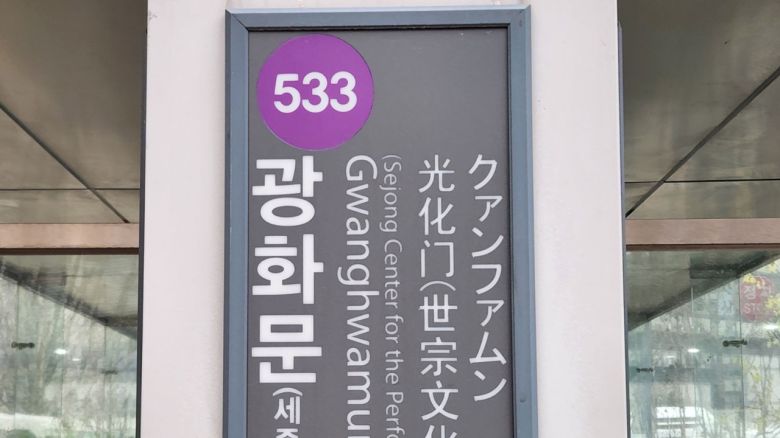 533
광화문
(세
Gwanghwamu
(Sejong Center for the Perfo
光化门(世宗文化
クァンファムン